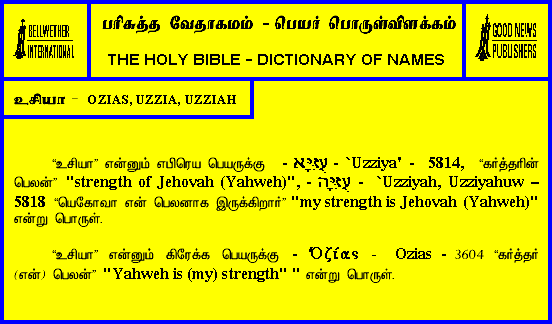 BELLWETHER
INTERNATIONAL
பரிசுத்த வேதாகமம் - பெயர் பொருள்விளக்கம்
THE HOLY BIBLE – DICTIONARY OF NAMES
GOOD NEWS
PUBLISHERS
உசியா - OZIAS, UZZIA, UZZIAH
“உசியா” என்னும் எபிரெய பெயருக்கு - עֻזִּיָּא - `Uzziya' - 5814, “கர்த்தரின்
பெலன்” "strength of Jehovah (Yahweh)", - עֻזִּיָּה - `Uzziyah, Uzziyahuw –
5818 “யெகோவா என் பெலனாக இருக்கிறார்” "my strength is Jehovah (Yahweh)"
என்று பொருள்.
“உசியா” என்னும் கிரேக்க பெயருக்கு - Ὀζίας - Ozias - 3604 “கர்த்தர்
(என்) பெலன்” "Yahweh is (my) strength" " என்று பொருள்.